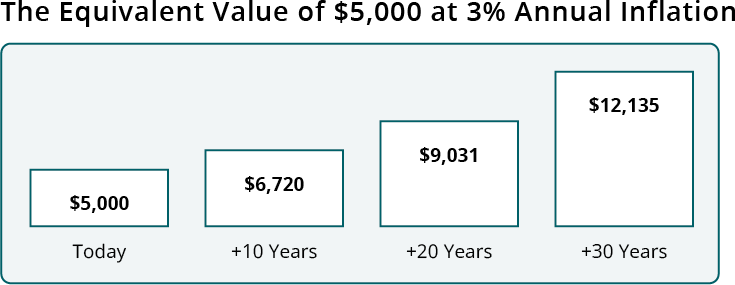 The Equivalent Value of $5,000 at 3% Annual Inflation
$5,000
$6,720
$9,031
$12,135
Today
+10 Years
+20 Years
+30 Years